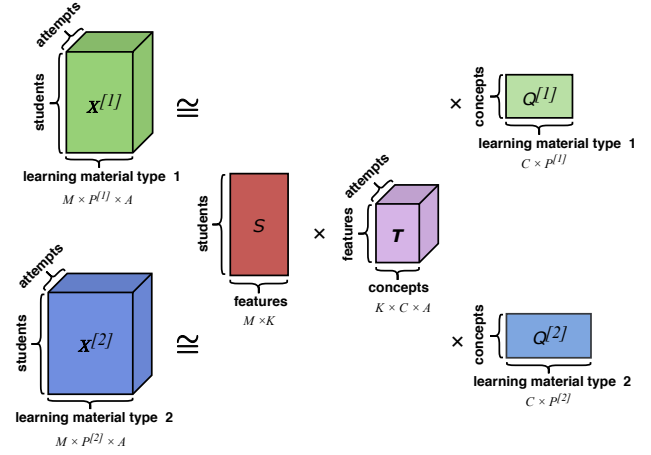 attempts
students
X[1]
≅
×
concepts
Q[1]
learning material type 1
M × P[1] × A
learning material type 1
C × P[1]
students
S
features
M ×K
×
attempts
features
T
concepts
K × C × A
attempts
students
X[2]
≅
×
concepts
Q[2]
learning material type 2
M × P[2] × A
learning material type 2
C × P[2]